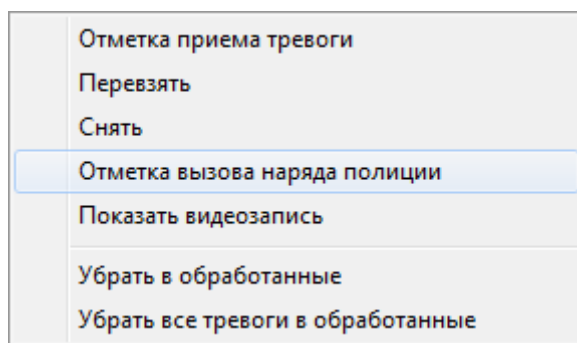 Отметка приема тревоги
Перевзять
Снять
Отметка вызова наряда полиции
Показать видеозапись
Убрать в обработанные
Убрать все тревоги в обработанные